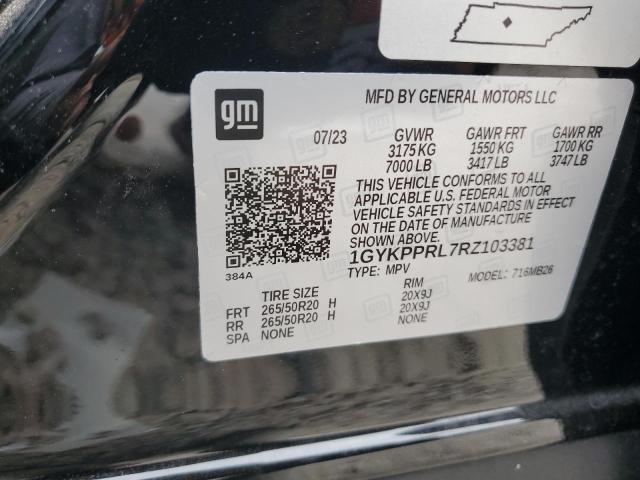 gm
MFD BY GENERAL MOTORS LLC
07/23 GVWR GAWR FRT GAWR RR
3175 KG 1550 KG 1700 KG
7000 LB 3417 LB 3747 LB
THIS VEHICLE CONFORMS TO ALL
APPLICABLE U.S. FEDERAL MOTOR
VEHICLE SAFETY STANDARDS IN EFFECT
ON THE DATE OF MANUFACTURE
SHOWN ABOVE.
1GYKPPRL7RZ103381
384A TYPE: MPV MODEL: 716MB26
TIRE SIZE RIM
FRT 265/50R20 H 20X9J
RR 265/50R20 H 20X9J
SPA NONE NONE